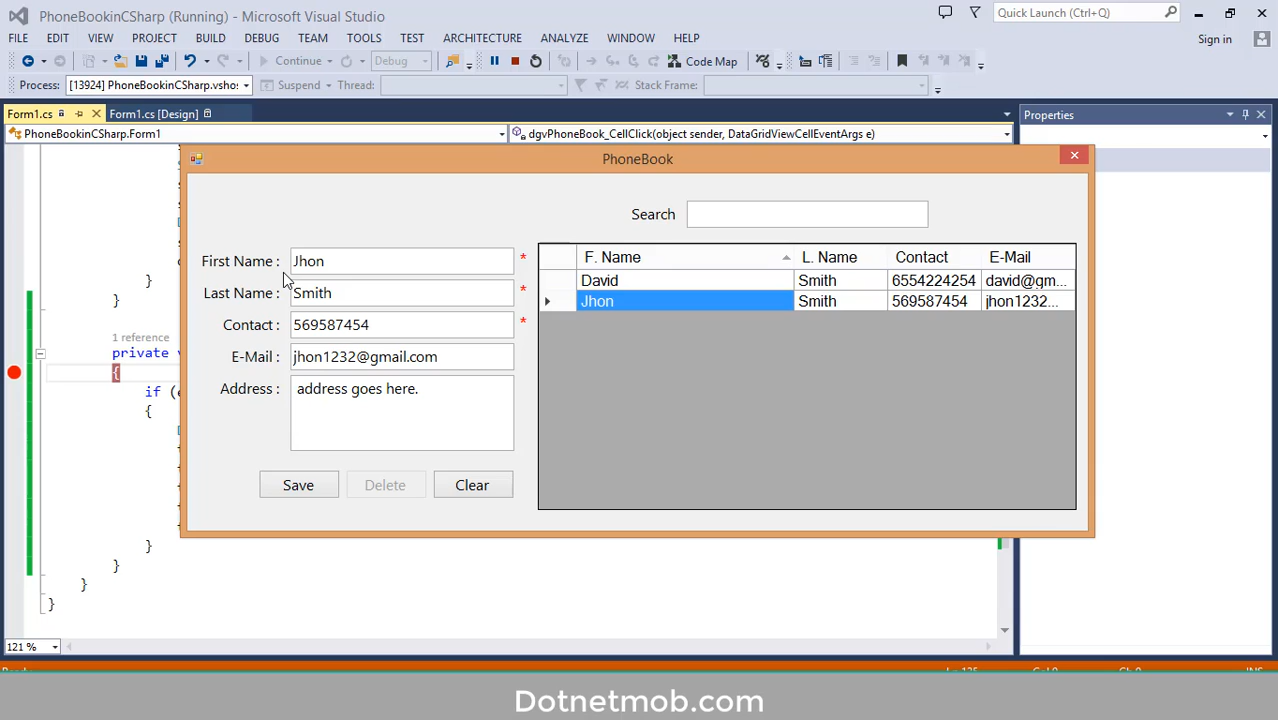 PhoneBookinCSharp (Running) - Microsoft Visual Studio
Quick Launch (Ctrl+Q)
FILE EDIT VIEW PROJECT BUILD DEBUG TEAM TOOLS TEST ARCHITECTURE ANALYZE WINDOW HELP
Sign in
Continue Debug Code Map
Process: [13924] PhoneBookinCSharp.vshos Suspend Thread: Stack Frame:
Form1.cs Form1.cs [Design]
Properties
PhoneBookinCSharp.Form1 dgvPhoneBook_CellClick(object sender, DataGridViewCellEventArgs e)
PhoneBook
Search
First Name : Jhon *
Last Name : Smith *
Contact : 569587454 *
E-Mail : jhon1232@gmail.com
Address : address goes here.
Save Delete Clear
F. Name L. Name Contact E-Mail
David Smith 6554224254 david@gm...
Jhon Smith 569587454 jhon1232...
}
}
1 reference
private
{
if (
{
}
}
}
}
121 %
Dotnetmob.com